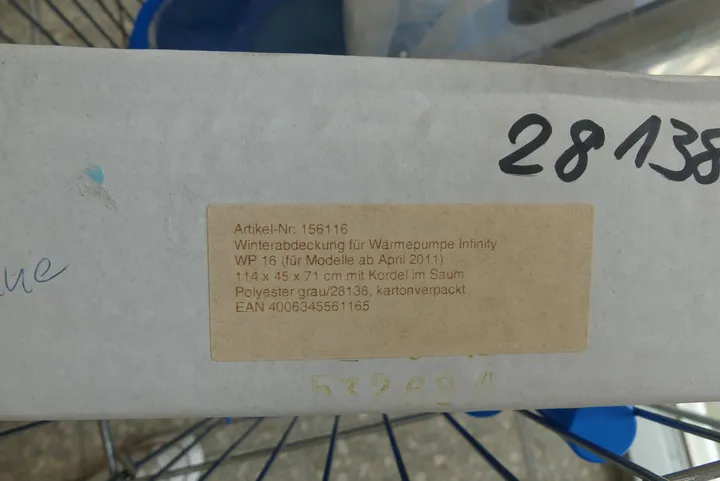 28138
Artikel-Nr: 156116
Winterabdeckung für Wärmepumpe Infinity
WP 16 (für Modelle ab April 2011)
114 x 45 x 71 cm mit Kordel im Saum
Polyester grau/28138, kartonverpackt
EAN 4006345561165